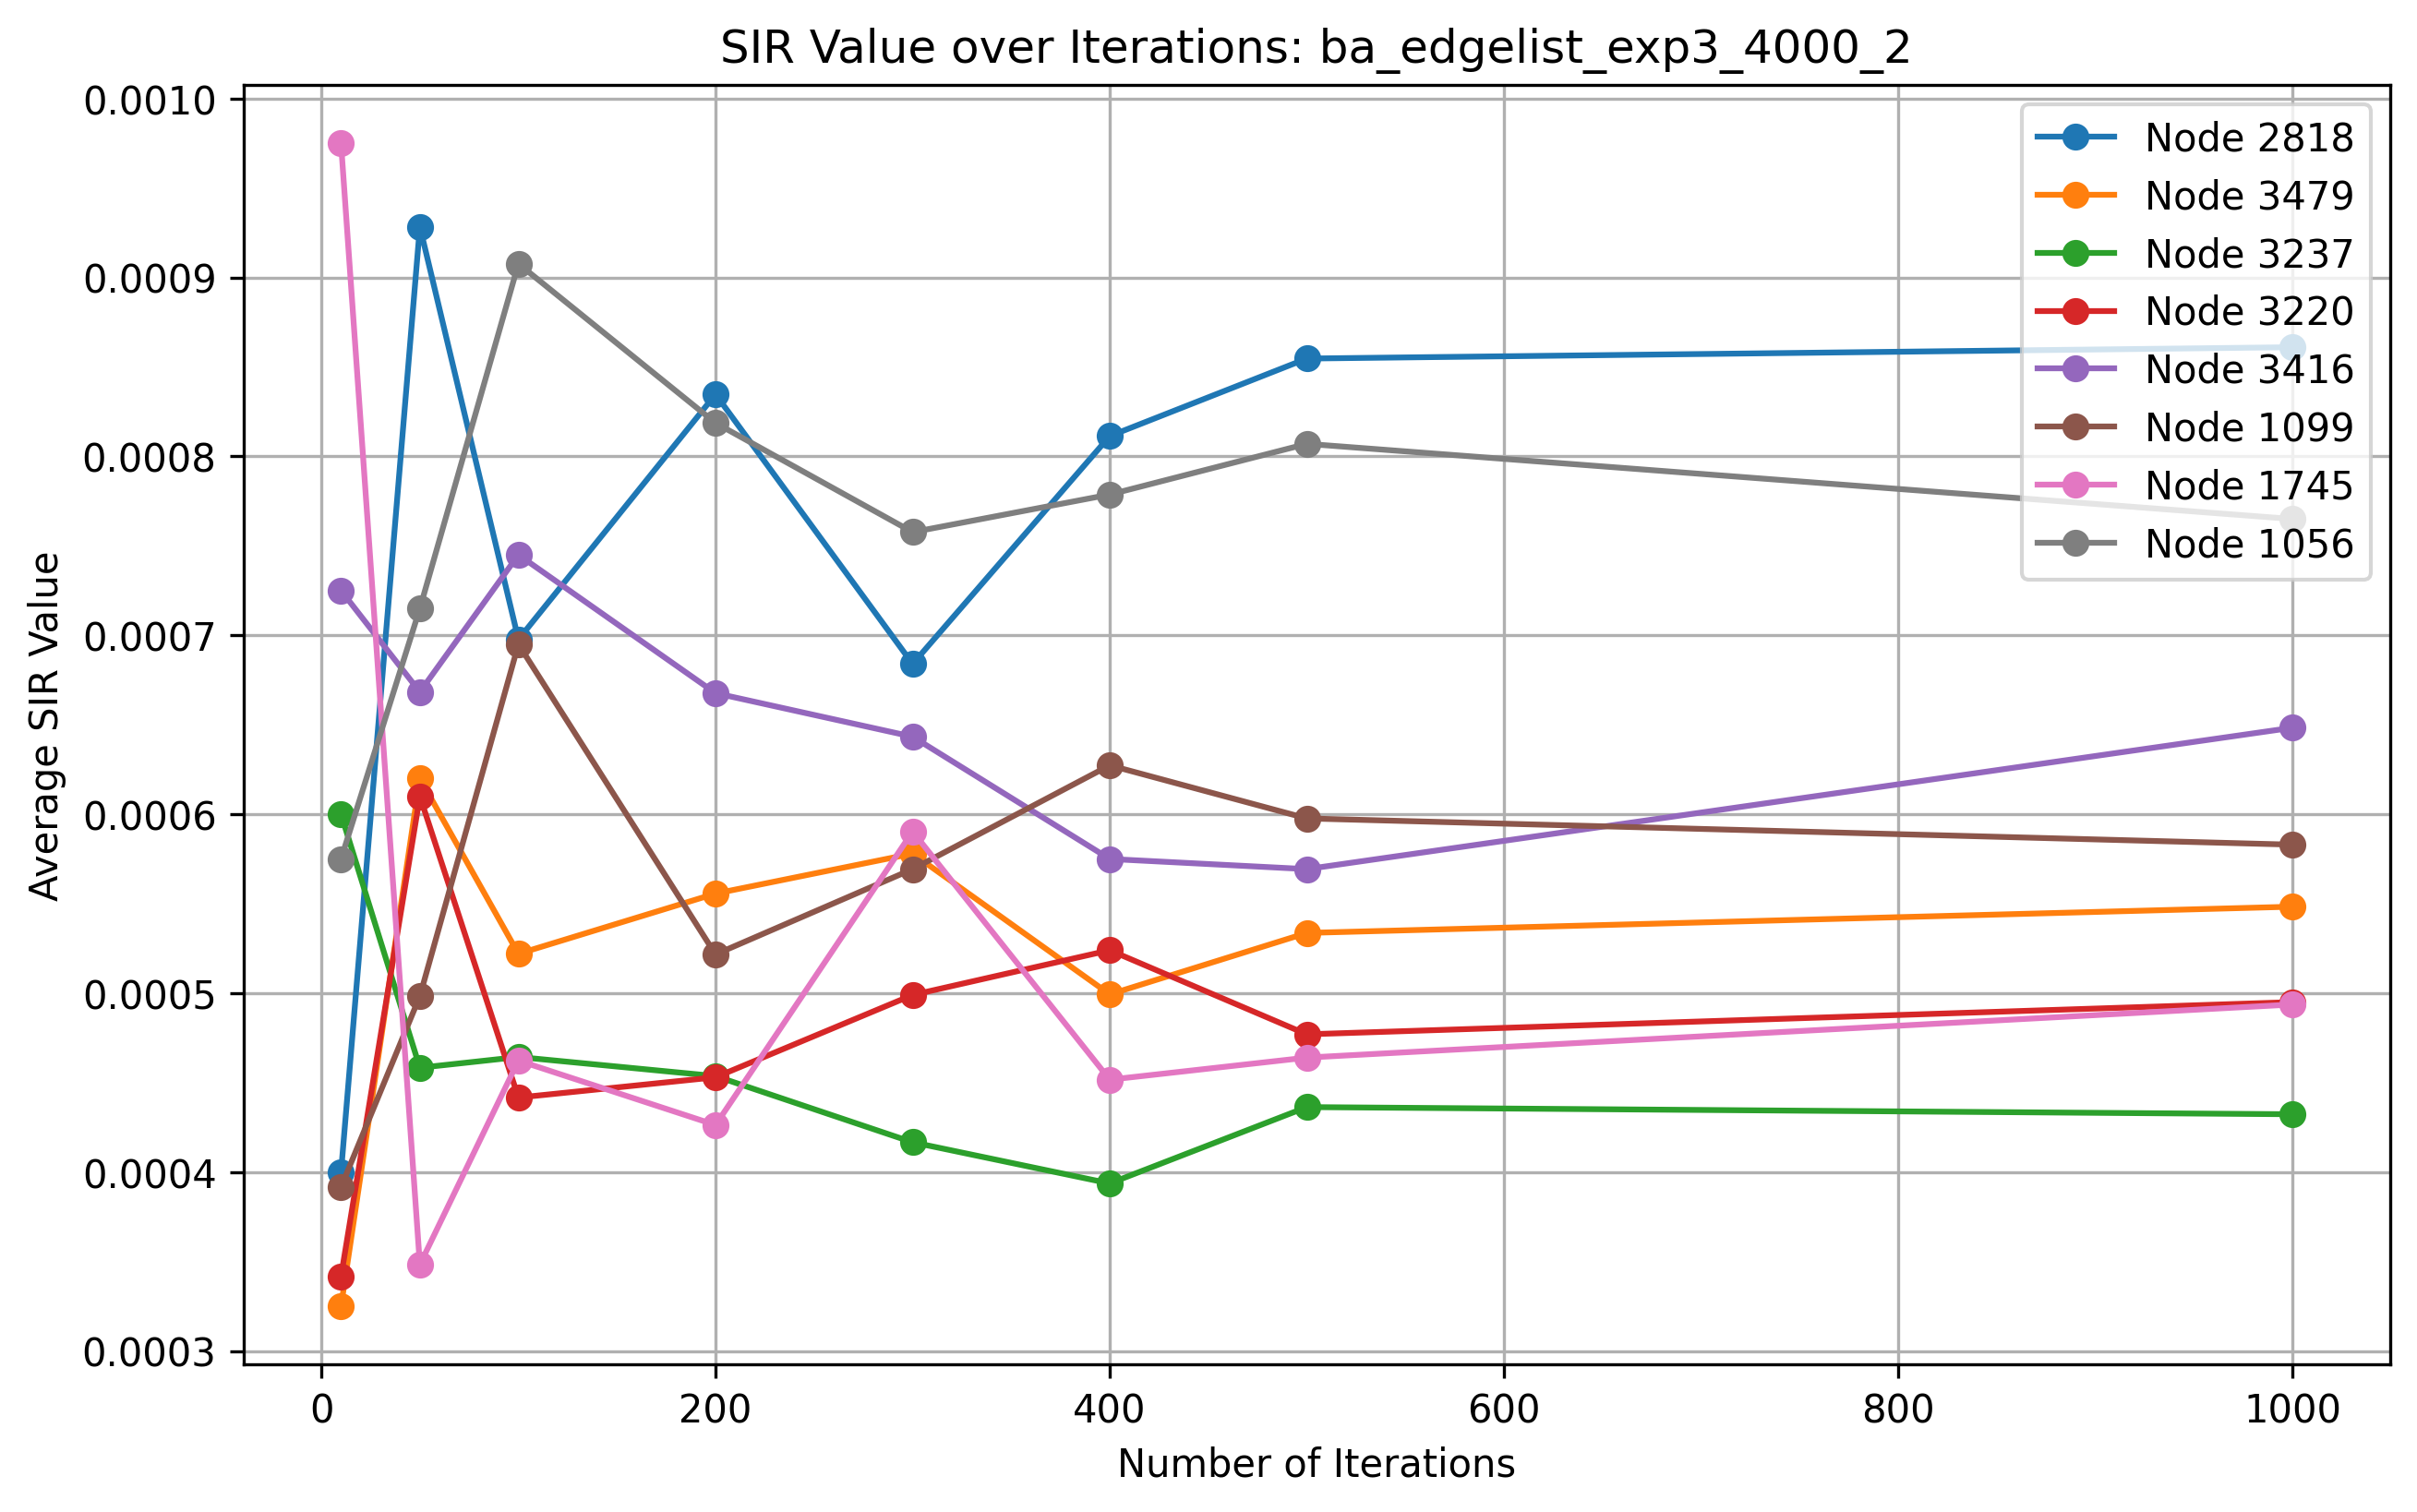 SIR Value over Iterations: ba_edgelist_exp3_4000_2
0.0010
0.0009
0.0008
0.0007
0.0006
0.0005
0.0004
0.0003
Average SIR Value
Node 2818
Node 3479
Node 3237
Node 3220
Node 3416
Node 1099
Node 1745
Node 1056
0 200 400 600 800 1000
Number of Iterations